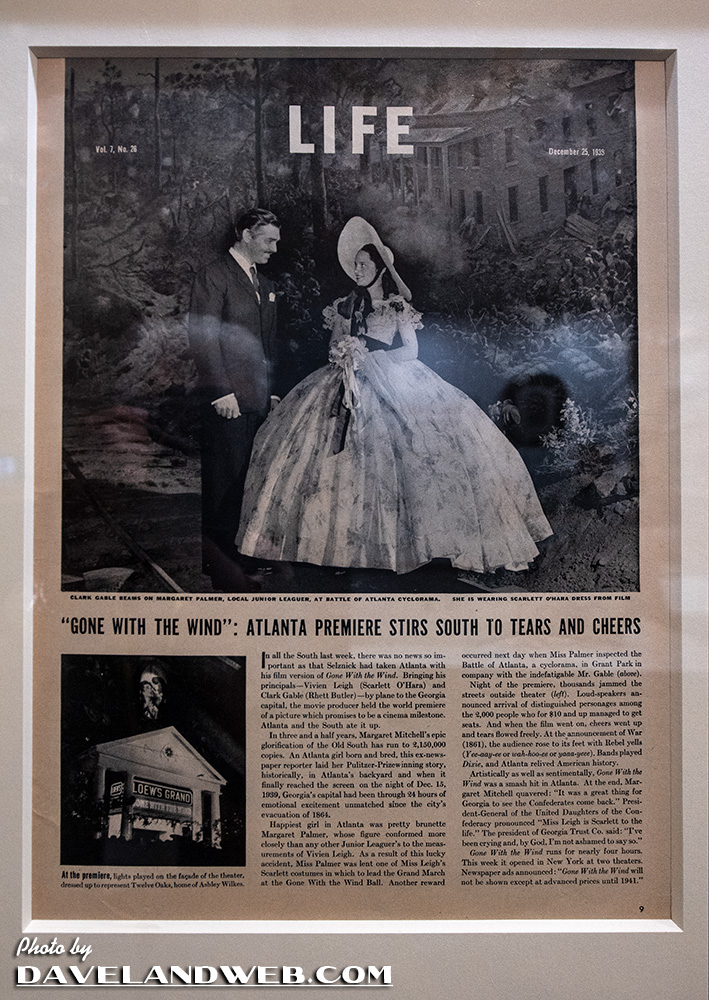 LIFE
Vol. 7, No. 26
December 25, 1939
CLARK GABLE BEAMS ON MARGARET PALMER, LOCAL JUNIOR LEAGUER, AT BATTLE OF ATLANTA CYCLORAMA. SHE IS WEARING SCARLETT O'HARA DRESS FROM FILM
"GONE WITH THE WIND": ATLANTA PREMIERE STIRS SOUTH TO TEARS AND CHEERS
LOEW'S GRAND
GONE WITH THE WIND
At the premiere, lights played on the façade of the theater,
dressed up to represent Twelve Oaks, home of Ashley Wilkes.
In all the South last week, there was no news so im-
portant as that Selznick had taken Atlanta with
his film version of Gone With the Wind. Bringing his
principals—Vivien Leigh (Scarlett O'Hara) and
Clark Gable (Rhett Butler)—by plane to the Georgia
capital, the movie producer held the world premiere
of a picture which promises to be a cinema milestone.
Atlanta and the South ate it up.
In three and a half years, Margaret Mitchell's epic
glorification of the Old South has run to 2,150,000
copies. An Atlanta girl born and bred, this ex-news-
paper reporter laid her Pulitzer-Prizewinning story,
historically, in Atlanta's backyard and when it
finally reached the screen on the night of Dec. 15,
1939, Georgia's capital had been through 24 hours of
emotional excitement unmatched since the city's
evacuation of 1864.
Happiest girl in Atlanta was pretty brunette
Margaret Palmer, whose figure conformed more
closely than any other Junior Leaguer's to the meas-
urements of Vivien Leigh. As a result of this lucky
accident, Miss Palmer was lent one of Miss Leigh's
Scarlett costumes in which to lead the Grand March
at the Gone With the Wind Ball. Another reward
occurred next day when Miss Palmer inspected the
Battle of Atlanta, a cyclorama, in Grant Park in
company with the indefatigable Mr. Gable (above).
Night of the premiere, thousands jammed the
streets outside theater (left). Loud-speakers an-
nounced arrival of distinguished personages among
the 2,000 people who for $10 and up managed to get
seats. And when the film went on, cheers went up
and tears flowed freely. At the announcement of War
(1861), the audience rose to its feet with Rebel yells
(Yee-aay-ee or wah-hoo-ee or yaaa-yeee). Bands played
Dixie, and Atlanta relived American history.
Artistically as well as sentimentally, Gone With the
Wind was a smash hit in Atlanta. At the end, Mar-
garet Mitchell quavered: "It was a great thing for
Georgia to see the Confederates come back." Presi-
dent-General of the United Daughters of the Con-
federacy pronounced: "Miss Leigh is Scarlett to the
life." The president of Georgia Trust Co. said: "I've
been crying and, by God, I'm not ashamed to say so."
Gone With the Wind runs for nearly four hours.
This week it opened in New York at two theaters.
Newspaper ads announced: "Gone With the Wind will
not be shown except at advanced prices until 1941."
9
Photo by
DAVELANDWEB.COM